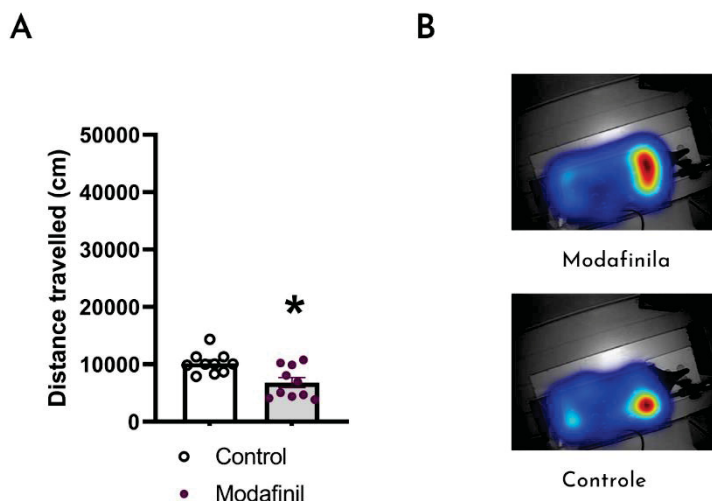 A
B
Distance travelled (cm)
50000
40000
30000
20000
10000
0
*
Control
Modafinil
Modafinila
Controle